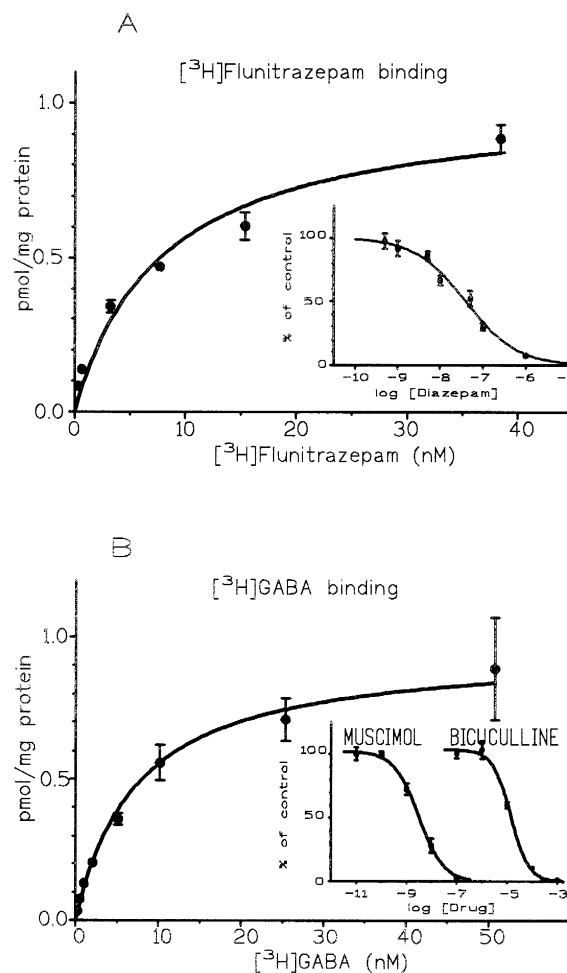 A
[³H]Flunitrazepam binding
1.0
0.5
0.0
pmol/mg protein
0 10 20 30 40
[³H]Flunitrazepam (nM)
100
50
0
% of control
-10 -9 -8 -7 -6 -5
log [Diazepam]
B
[³H]GABA binding
1.0
0.5
0.0
pmol/mg protein
0 10 20 30 40 50
[³H]GABA (nM)
MUSCIMOL BICUCULLINE
100
50
0
% of control
-11 -9 -7 -5 -3
log [Drug]